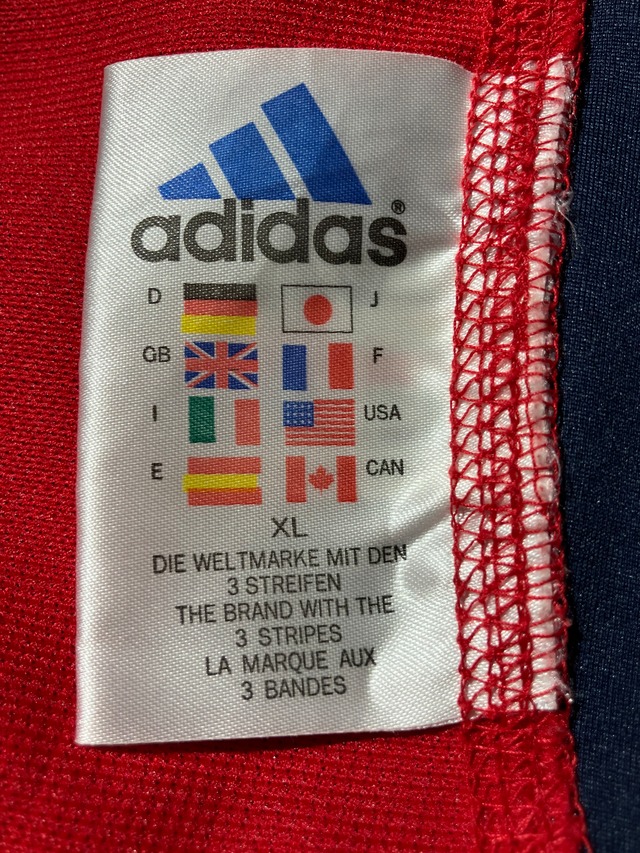 adidas®
D J
GB F
I USA
E CAN
XL
DIE WELTMARKE MIT DEN
3 STREIFEN
THE BRAND WITH THE
3 STRIPES
LA MARQUE AUX
3 BANDES